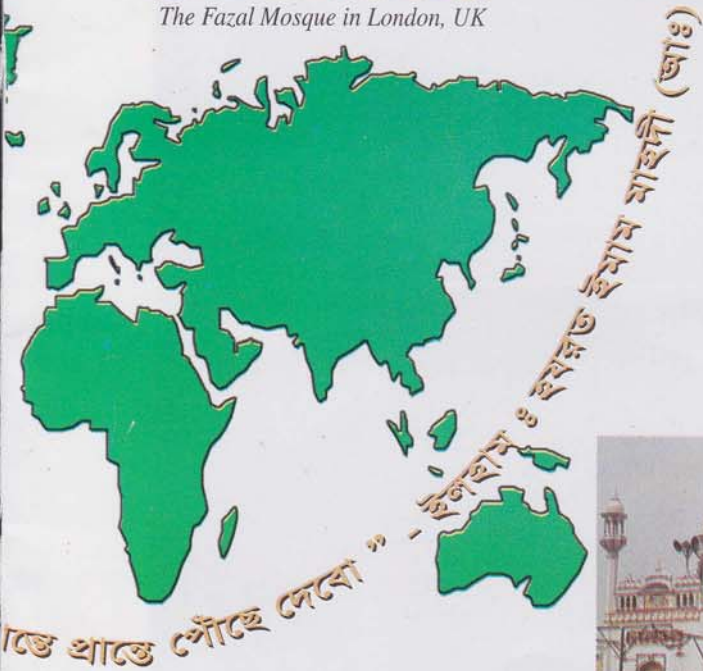 The Fazal Mosque in London, UK
প্রান্তে পৌঁছে দেবো ” - ইলহাম ঃ হযরত ইমাম মাহদী (আঃ)